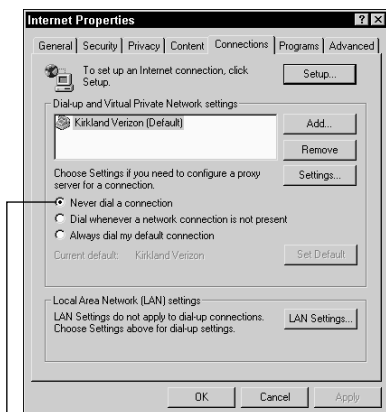 Internet Properties
General Security Privacy Content Connections Programs Advanced
To set up an Internet connection, click
Setup.
Setup...
Dial-up and Virtual Private Network settings
Kirkland Verizon (Default)
Add...
Remove
Choose Settings if you need to configure a proxy
server for a connection.
Settings...
Never dial a connection
Dial whenever a network connection is not present
Always dial my default connection
Current default: Kirkland Verizon
Set Default
Local Area Network (LAN) settings
LAN Settings do not apply to dial-up connections.
Choose Settings above for dial-up settings.
LAN Settings...
OK Cancel Apply